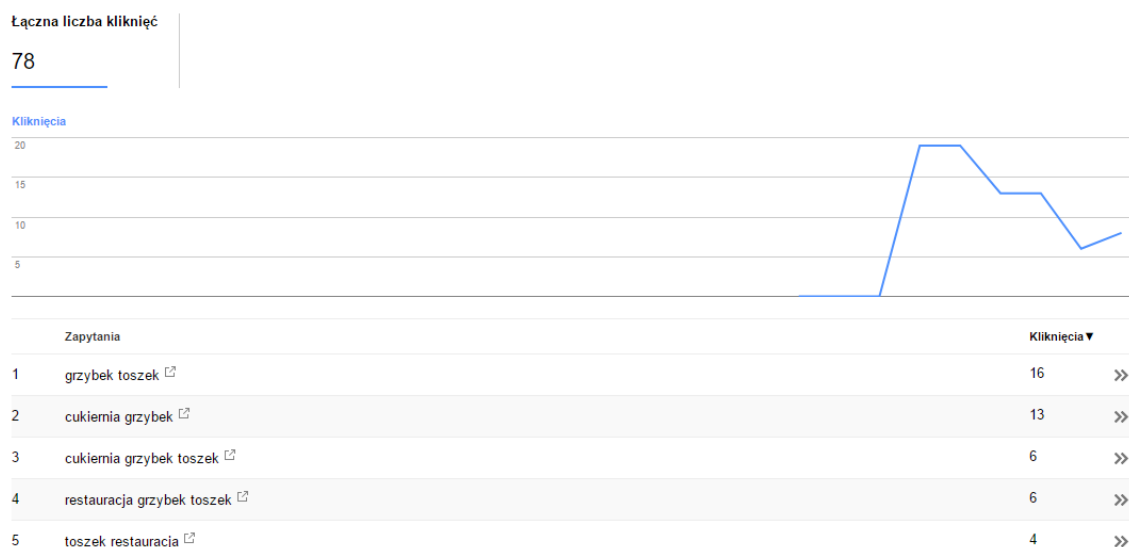 Łączna liczba kliknięć
78
Kliknięcia
20
15
10
5
Zapytania Kliknięcia▼
1 grzybek toszek 16 »
2 cukiernia grzybek 13 »
3 cukiernia grzybek toszek 6 »
4 restauracja grzybek toszek 6 »
5 toszek restauracja 4 »